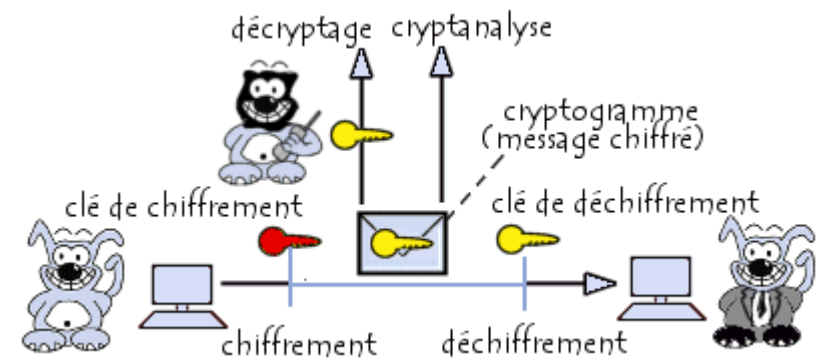 décryptage cryptanalyse
cryptogramme
(message chiffré)
clé de chiffrement
clé de déchiffrement
chiffrement
déchiffrement